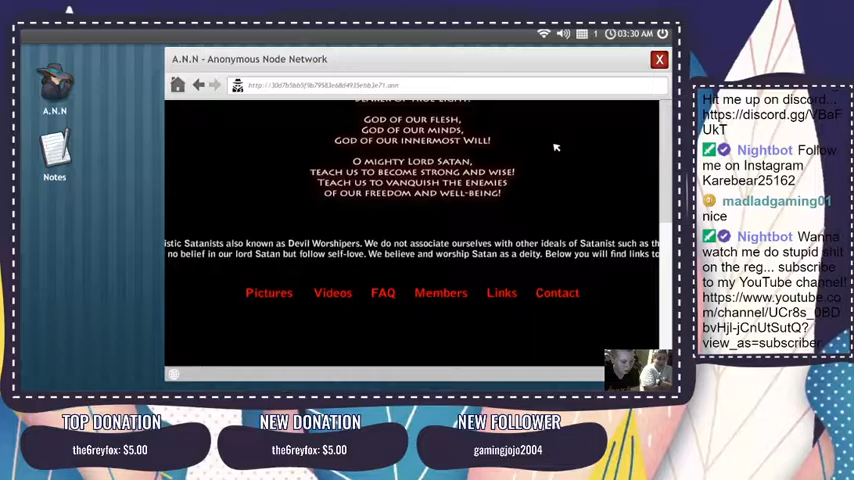 1
03:30 AM
A.N.N - Anonymous Node Network
X
A.N.N
Notes
BEARER OF TRUE LIGHT!
GOD OF OUR FLESH,
GOD OF OUR MINDS,
GOD OF OUR INNERMOST WILL!
O MIGHTY LORD SATAN,
TEACH US TO BECOME STRONG AND WISE!
TEACH US TO VANQUISH THE ENEMIES
OF OUR FREEDOM AND WELL-BEING!
istic Satanists also known as Devil Worshipers. We do not associate ourselves with other ideals of Satanist such as th
no belief in our lord Satan but follow self-love. We believe and worship Satan as a deity. Below you will find links to
Pictures Videos FAQ Members Links Contact
Hit me up on discord...
https://discord.gg/VBaF
UkT
Nightbot Follow
me on Instagram
Karebear25162
madladgaming01
nice
Nightbot Wanna
watch me do stupid shit
on the reg... subscribe
to my YouTube channel!
https://www.youtube.co
m/channel/UCr8s_0BD
bvHjl-jCnUtSutQ?
view_as=subscriber
TOP DONATION
the6reyfox: $5.00
NEW DONATION
the6reyfox: $5.00
NEW FOLLOWER
gamingjojo2004